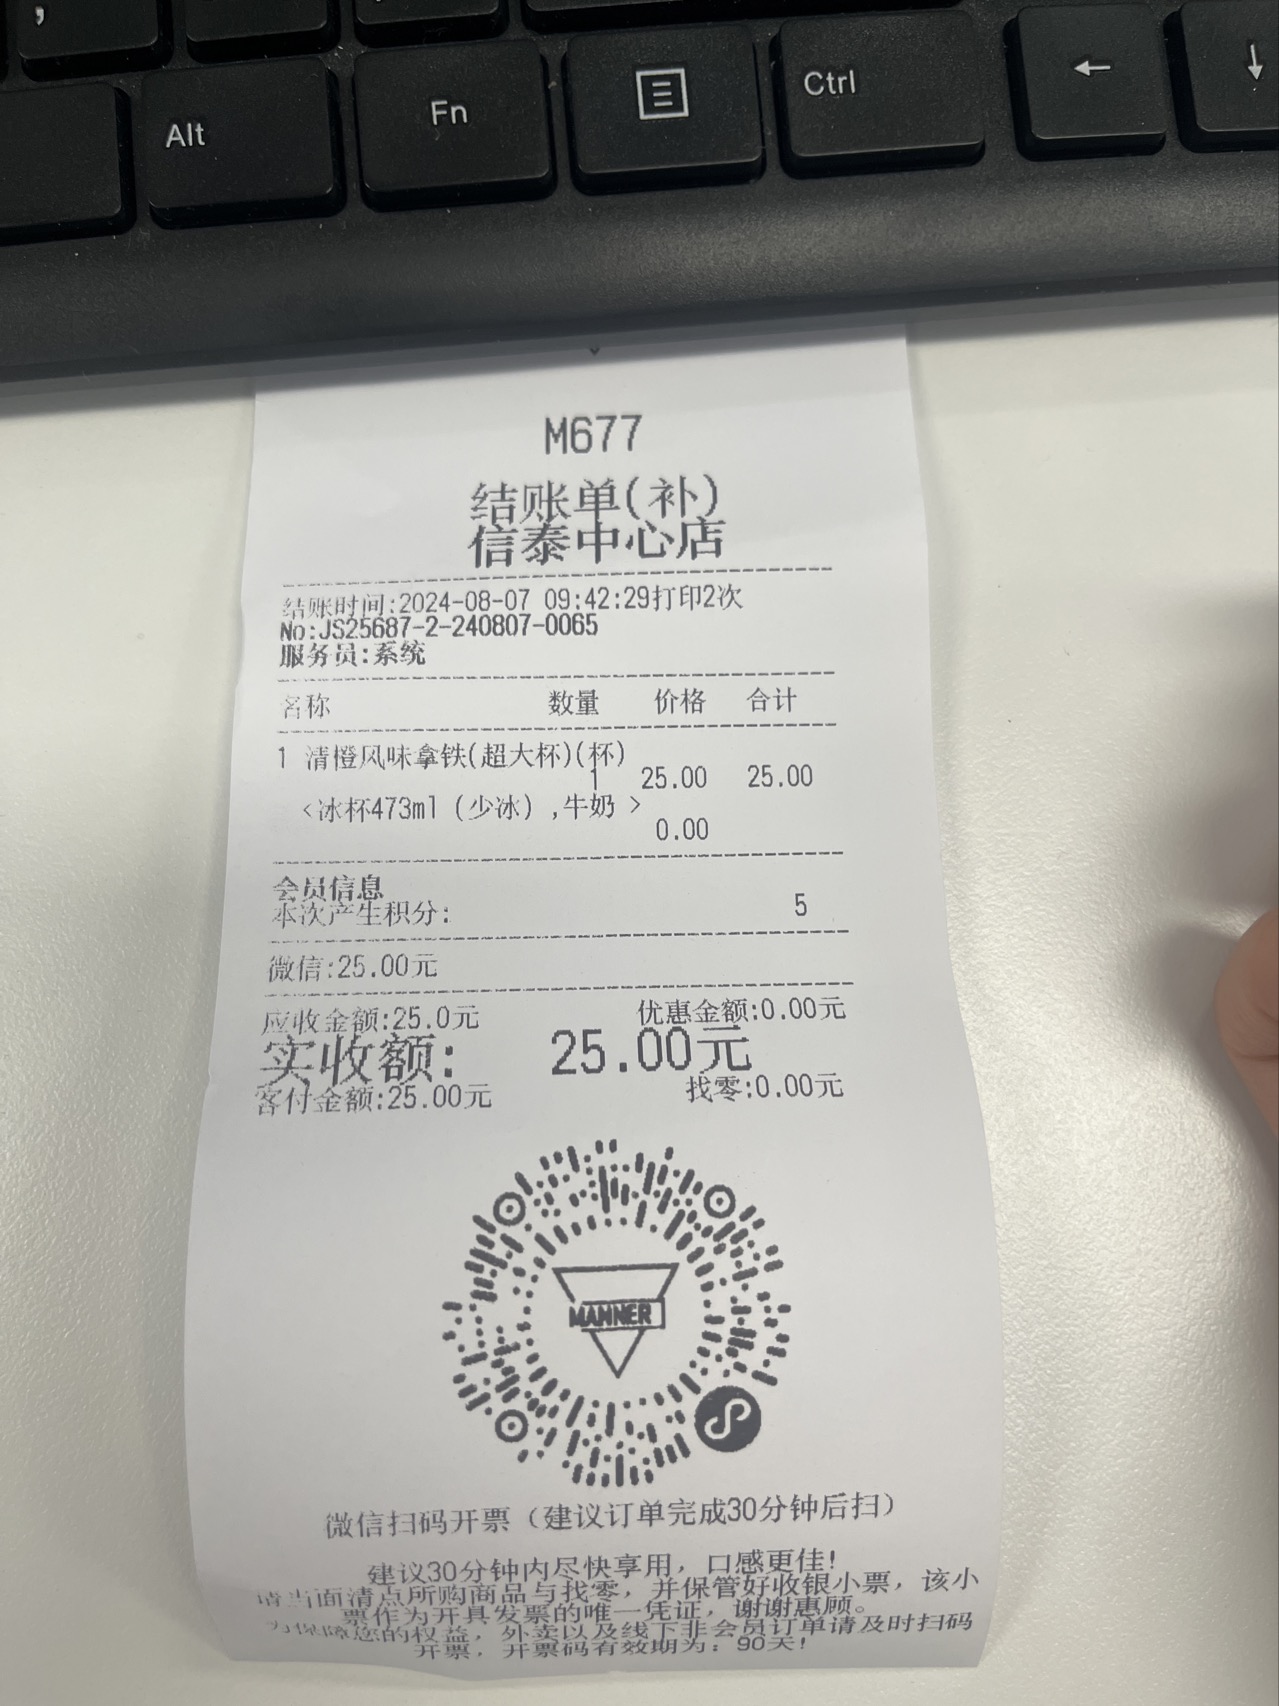 ,
Alt
Fn
Ctrl
←
↓
M677
结账单(补)
信泰中心店
结账时间:2024-08-07 09:42:29打印2次
No:JS25687-2-240807-0065
服务员:系统
名称 数量 价格 合计
1 清橙风味拿铁(超大杯)(杯)
1 25.00 25.00
<冰杯473ml (少冰) ,牛奶 >
0.00
会员信息
本次产生积分: 5
微信:25.00元
应收金额:25.0元 优惠金额:0.00元
实收额: 25.00元
客付金额:25.00元 找零:0.00元
MANNER
微信扫码开票（建议订单完成30分钟后扫）
建议30分钟内尽快享用，口感更佳!
请当面清点所购商品与找零，并保管好收银小票，该小
票作为开具发票的唯一凭证，谢谢惠顾。
为保障您的权益，外卖以及线下非会员订单请及时扫码
开票，开票码有效期为：90天!